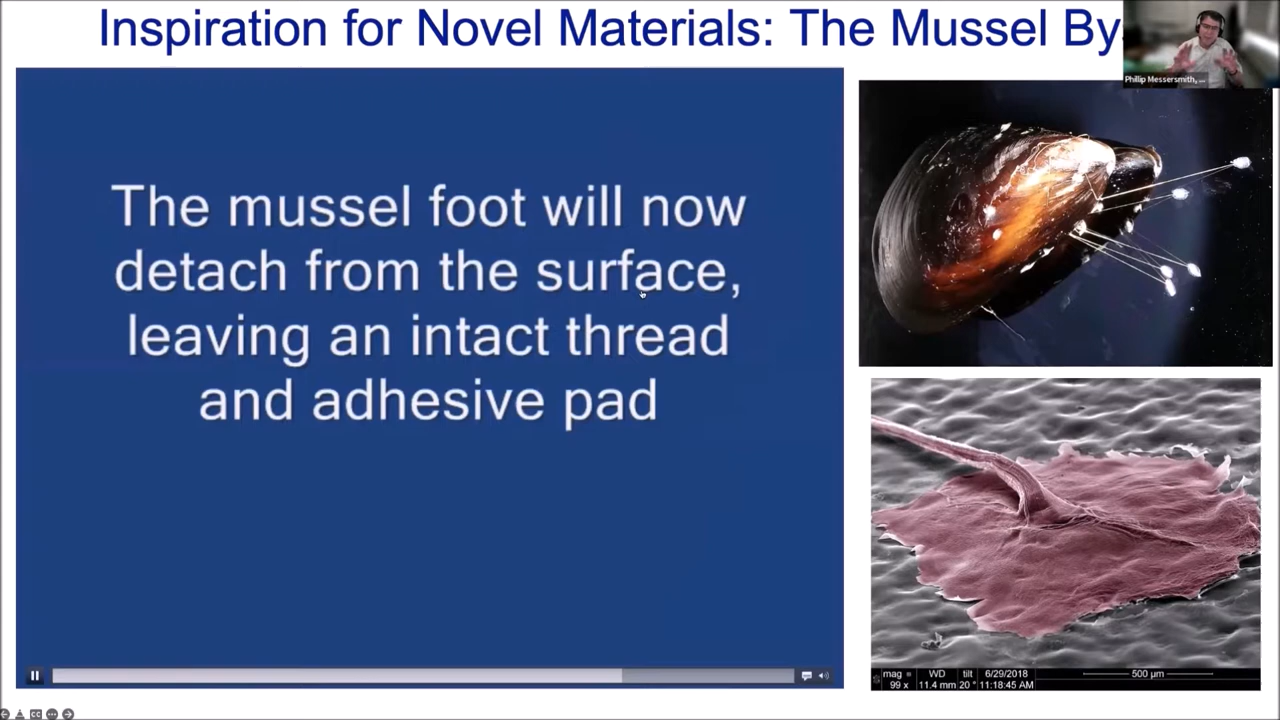 Inspiration for Novel Materials: The Mussel By
Phillip Messersmith, ...
The mussel foot will now
detach from the surface,
leaving an intact thread
and adhesive pad
mag WD tilt 6/29/2018 500 µm
99 x 11.4 mm 20 ° 11:18:45 AM
CC